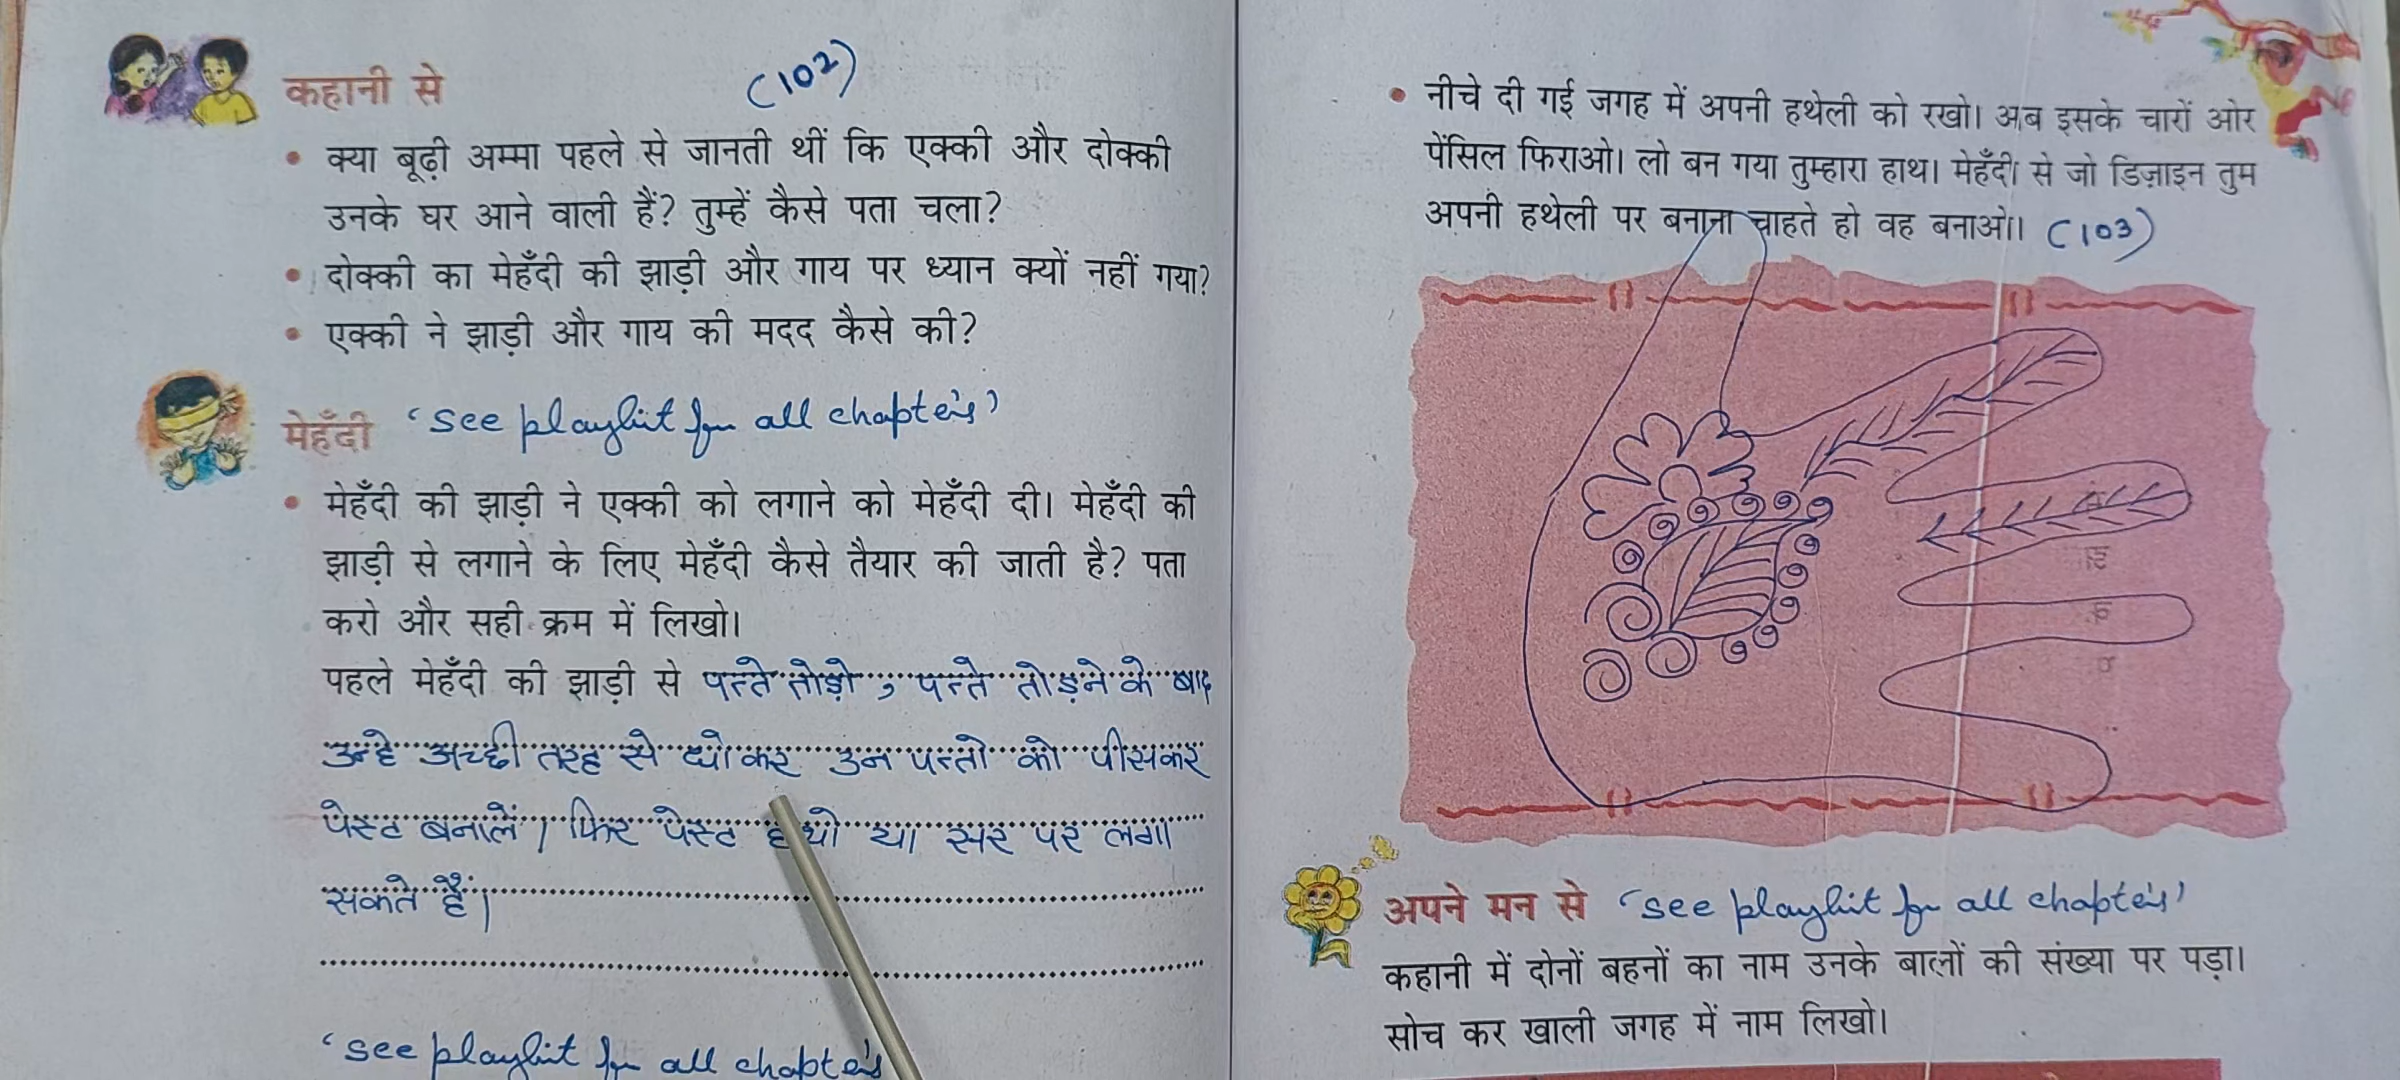 कहानी से
(102)
• क्या बूढ़ी अम्मा पहले से जानती थीं कि एक्की और दोक्की
उनके घर आने वाली हैं? तुम्हें कैसे पता चला?
• दोक्की का मेहँदी की झाड़ी और गाय पर ध्यान क्यों नहीं गया?
• एक्की ने झाड़ी और गाय की मदद कैसे की?
मेहँदी 'see playlist for all chapters'
• मेहँदी की झाड़ी ने एक्की को लगाने को मेहँदी दी। मेहँदी की
झाड़ी से लगाने के लिए मेहँदी कैसे तैयार की जाती है? पता
करो और सही क्रम में लिखो।
पहले मेहँदी की झाड़ी से पत्ते तोड़ो, पत्ते तोड़ने के बाद
उन्हे अच्छी तरह से धोकर उन पत्तो को पीसकर
पेस्ट बनालें। फिर पेस्ट या सर पर लगा
सकते हैं।
'see playlist for all chapters
• नीचे दी गई जगह में अपनी हथेली को रखो। अब इसके चारों ओर
पेंसिल फिराओ। लो बन गया तुम्हारा हाथ। मेहँदी से जो डिज़ाइन तुम
अपनी हथेली पर बनाना चाहते हो वह बनाओ।। (103)
अपने मन से 'see playlist for all chapters'
कहानी में दोनों बहनों का नाम उनके बालों की संख्या पर पड़ा।
सोच कर खाली जगह में नाम लिखो।